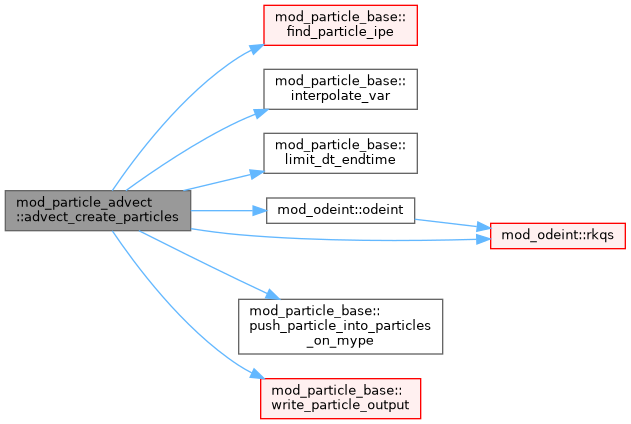 mod_particle_base::
find_particle_ipe
mod_particle_base::
interpolate_var
mod_particle_base::
limit_dt_endtime
mod_particle_advect
::advect_create_particles
mod_odeint::odeint
mod_odeint::rkqs
mod_particle_base::
push_particle_into_particles
_on_mype
mod_particle_base::
write_particle_output